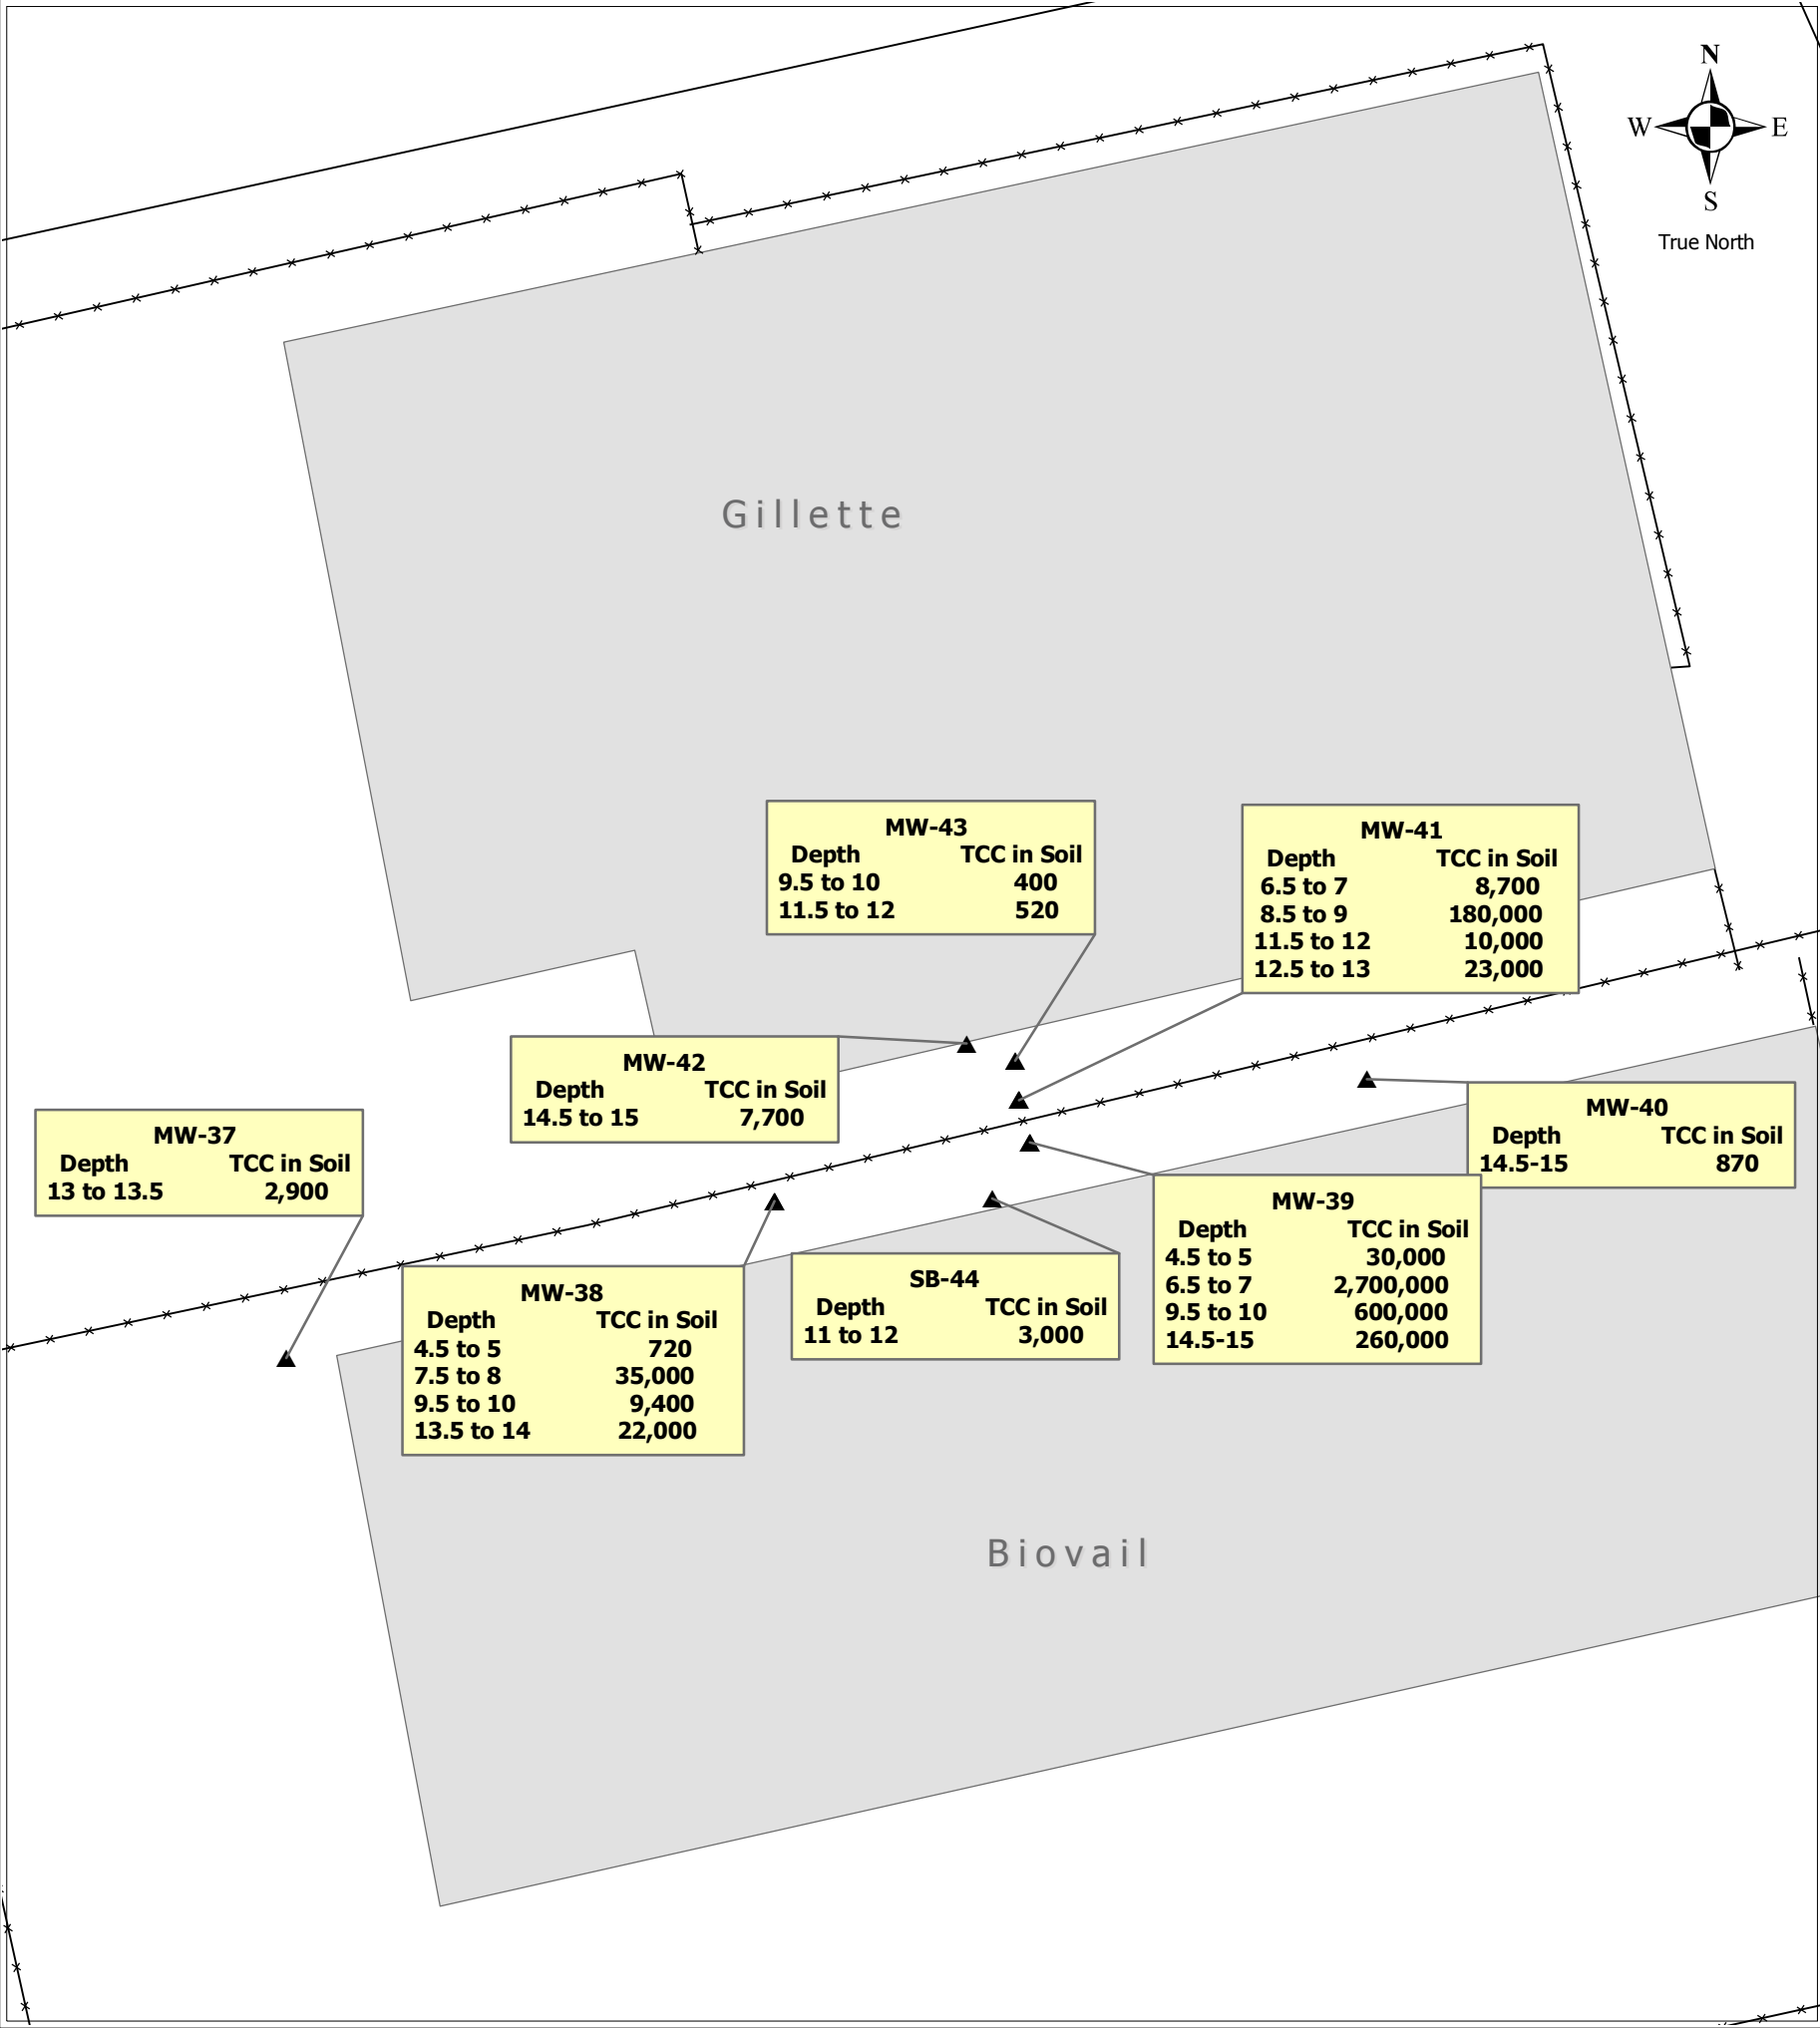 N
W E
S
True North
Gillette
MW-43
Depth TCC in Soil
9.5 to 10 400
11.5 to 12 520
MW-41
Depth TCC in Soil
6.5 to 7 8,700
8.5 to 9 180,000
11.5 to 12 10,000
12.5 to 13 23,000
MW-42
Depth TCC in Soil
14.5 to 15 7,700
MW-37
Depth TCC in Soil
13 to 13.5 2,900
MW-40
Depth TCC in Soil
14.5-15 870
MW-39
Depth TCC in Soil
4.5 to 5 30,000
6.5 to 7 2,700,000
9.5 to 10 600,000
14.5-15 260,000
SB-44
Depth TCC in Soil
11 to 12 3,000
MW-38
Depth TCC in Soil
4.5 to 5 720
7.5 to 8 35,000
9.5 to 10 9,400
13.5 to 14 22,000
Biovail